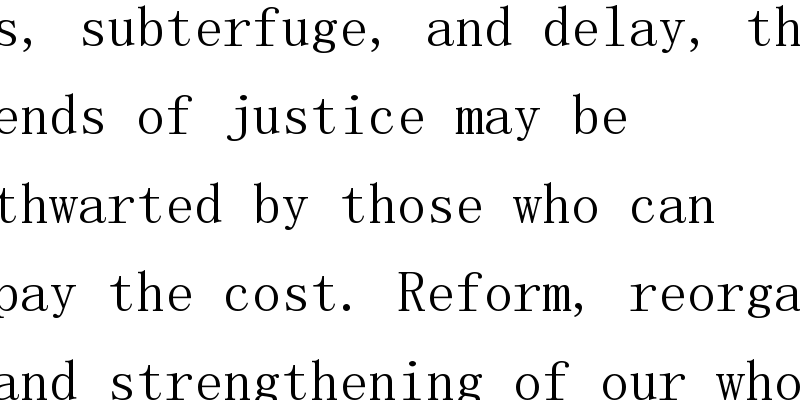 s, subterfuge, and delay, th
ends of justice may be
thwarted by those who can
pay the cost. Reform, reorga
and strengthening of our who